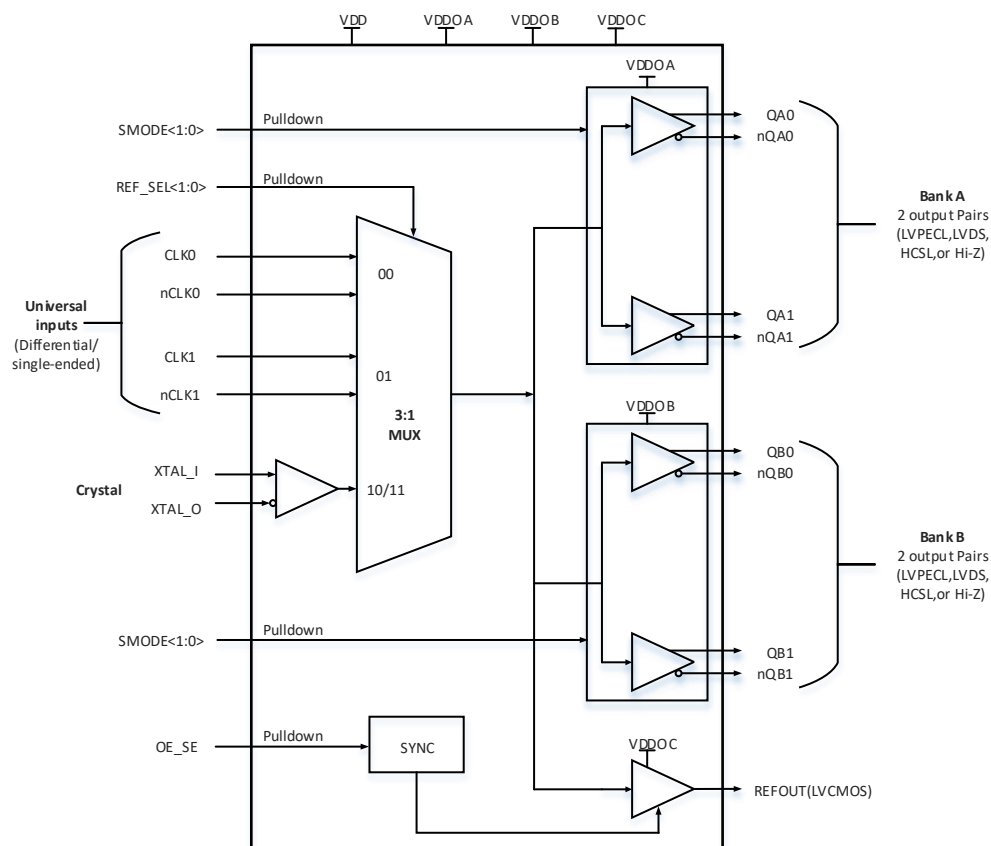 VDD
VDDOA
VDDOB
VDDOC
VDDOA
SMODE<1:0>
Pulldown
QA0
nQA0
REF_SEL<1:0>
Pulldown
Bank A
2 output Pairs
(LVPECL,LVDS,
HCSL,or Hi-Z)
CLK0
00
nCLK0
Universal
inputs
(Differential/
single-ended)
CLK1
01
nCLK1
3:1
MUX
QA1
nQA1
VDDOB
Crystal
XTAL_I
XTAL_O
10/11
QB0
nQB0
Bank B
2 output Pairs
(LVPECL,LVDS,
HCSL,or Hi-Z)
SMODE<1:0>
Pulldown
QB1
nQB1
OE_SE
Pulldown
SYNC
VDDOC
REFOUT(LVCMOS)